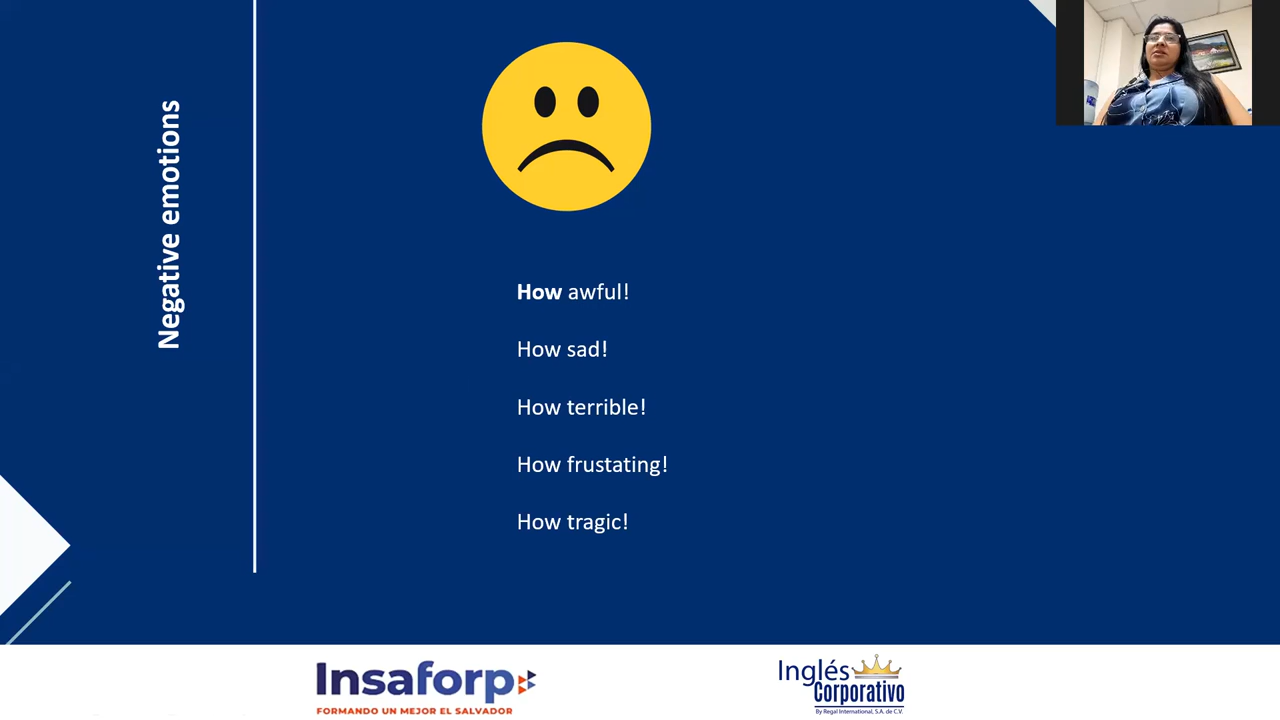 Negative emotions
How awful!
How sad!
How terrible!
How frustating!
How tragic!
Insaforp
FORMANDO UN MEJOR EL SALVADOR
Inglés
Corporativo
By Regal International, S.A. de C.V.